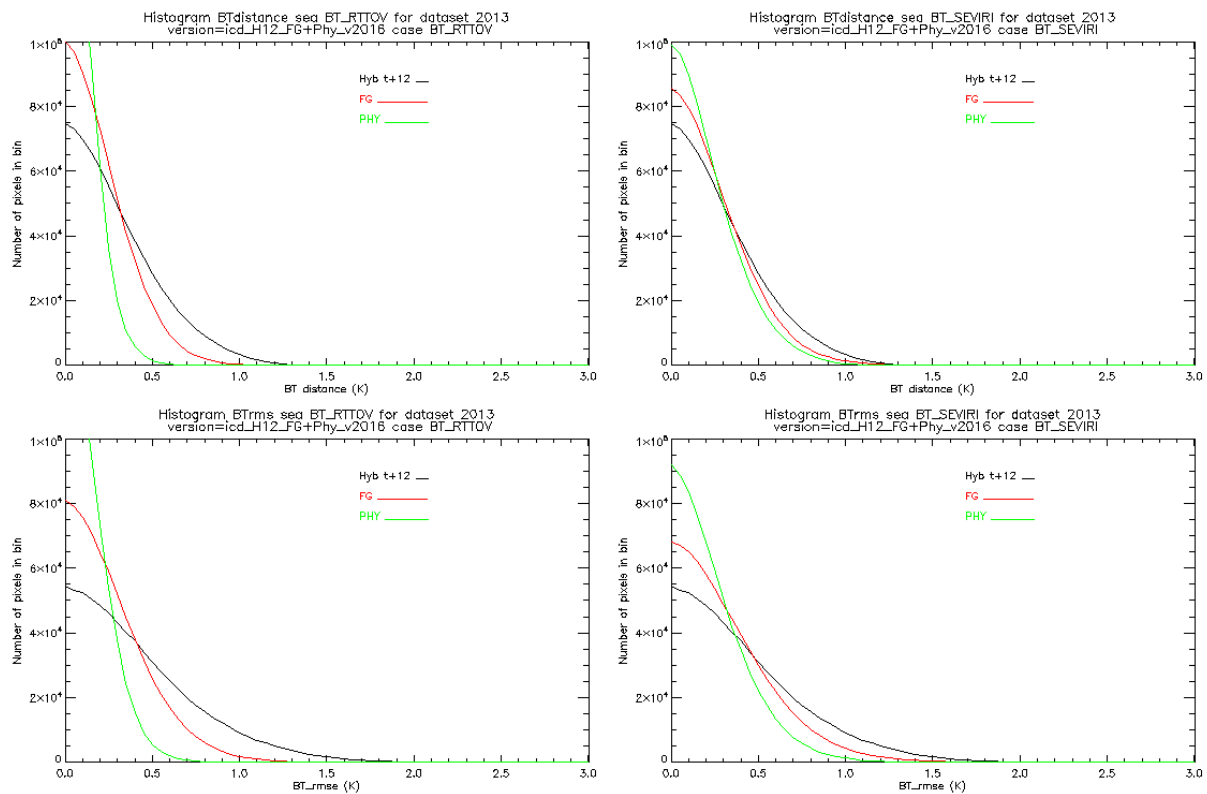 Histogram BTdistance sea BT_RTTOV for dataset 2013
version=icd_H12_FG+Phy_v2016 case BT_RTTOV
Number of pixels in bin
1×10⁵
8×10⁴
6×10⁴
4×10⁴
2×10⁴
0
Hyb t+12
FG
PHY
0.0 0.5 1.0 1.5 2.0 2.5 3.0
BT distance (K)
Histogram BTdistance sea BT_SEVIRI for dataset 2013
version=icd_H12_FG+Phy_v2016 case BT_SEVIRI
Number of pixels in bin
1×10⁵
8×10⁴
6×10⁴
4×10⁴
2×10⁴
0
Hyb t+12
FG
PHY
0.0 0.5 1.0 1.5 2.0 2.5 3.0
BT distance (K)
Histogram BTrms sea BT_RTTOV for dataset 2013
version=icd_H12_FG+Phy_v2016 case BT_RTTOV
Number of pixels in bin
1×10⁵
8×10⁴
6×10⁴
4×10⁴
2×10⁴
0
Hyb t+12
FG
PHY
0.0 0.5 1.0 1.5 2.0 2.5 3.0
BT_rmse (K)
Histogram BTrms sea BT_SEVIRI for dataset 2013
version=icd_H12_FG+Phy_v2016 case BT_SEVIRI
Number of pixels in bin
1×10⁵
8×10⁴
6×10⁴
4×10⁴
2×10⁴
0
Hyb t+12
FG
PHY
0.0 0.5 1.0 1.5 2.0 2.5 3.0
BT_rmse (K)